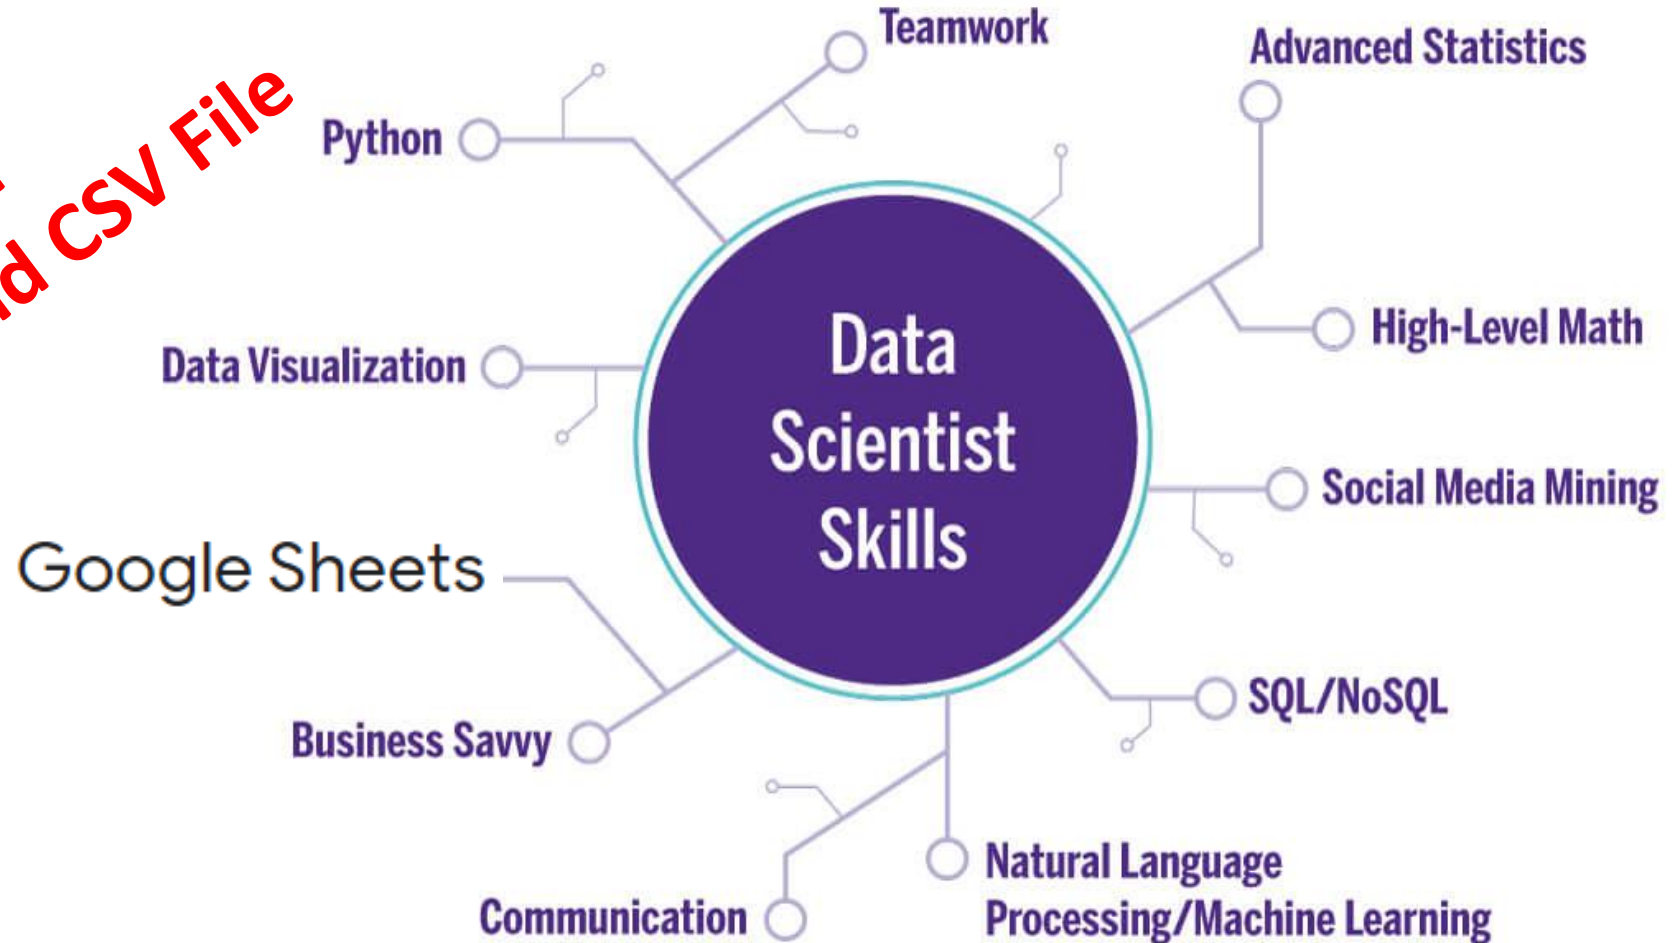 Teamwork
Advanced Statistics
CSV File
Python
High-Level Math
Data Visualization
Data
Scientist
Skills
Social Media Mining
Google Sheets
SQL/NoSQL
Business Savvy
Natural Language
Processing/Machine Learning
Communication